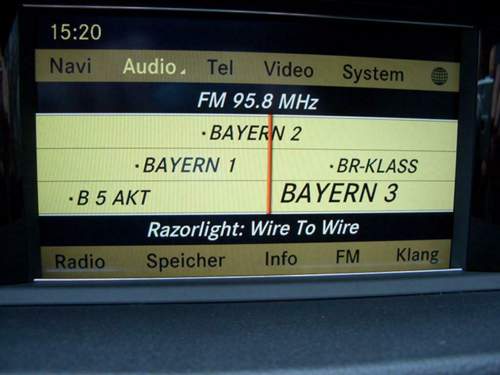 15:20
Navi Audio Tel Video System
FM 95.8 MHz
·BAYERN 2
·BAYERN 1 ·BR-KLASS
·B 5 AKT BAYERN 3
Razorlight: Wire To Wire
Radio Speicher Info FM Klang